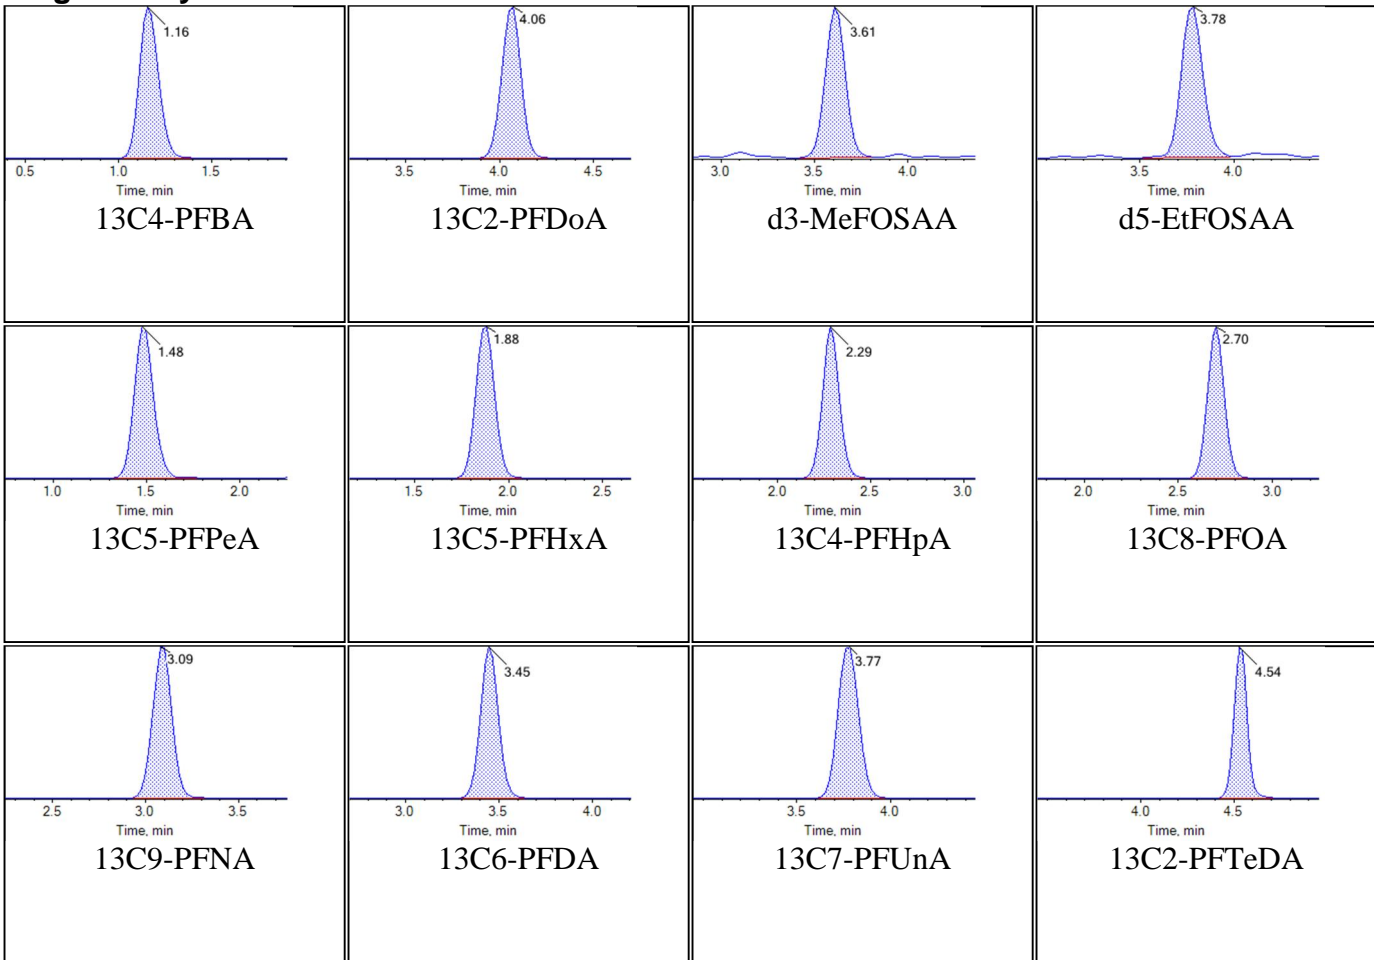 1.16
0.5 1.0 1.5
Time, min
13C4-PFBA
4.06
3.5 4.0 4.5
Time, min
13C2-PFDoA
3.61
3.0 3.5 4.0
Time, min
d3-MeFOSAA
3.78
3.5 4.0
Time, min
d5-EtFOSAA
1.48
1.0 1.5 2.0
Time, min
13C5-PFPeA
1.88
1.5 2.0 2.5
Time, min
13C5-PFHxA
2.29
2.0 2.5 3.0
Time, min
13C4-PFHpA
2.70
2.0 2.5 3.0
Time, min
13C8-PFOA
3.09
2.5 3.0 3.5
Time, min
13C9-PFNA
3.45
3.0 3.5 4.0
Time, min
13C6-PFDA
3.77
3.5 4.0
Time, min
13C7-PFUnA
4.54
4.0 4.5
Time, min
13C2-PFTeDA